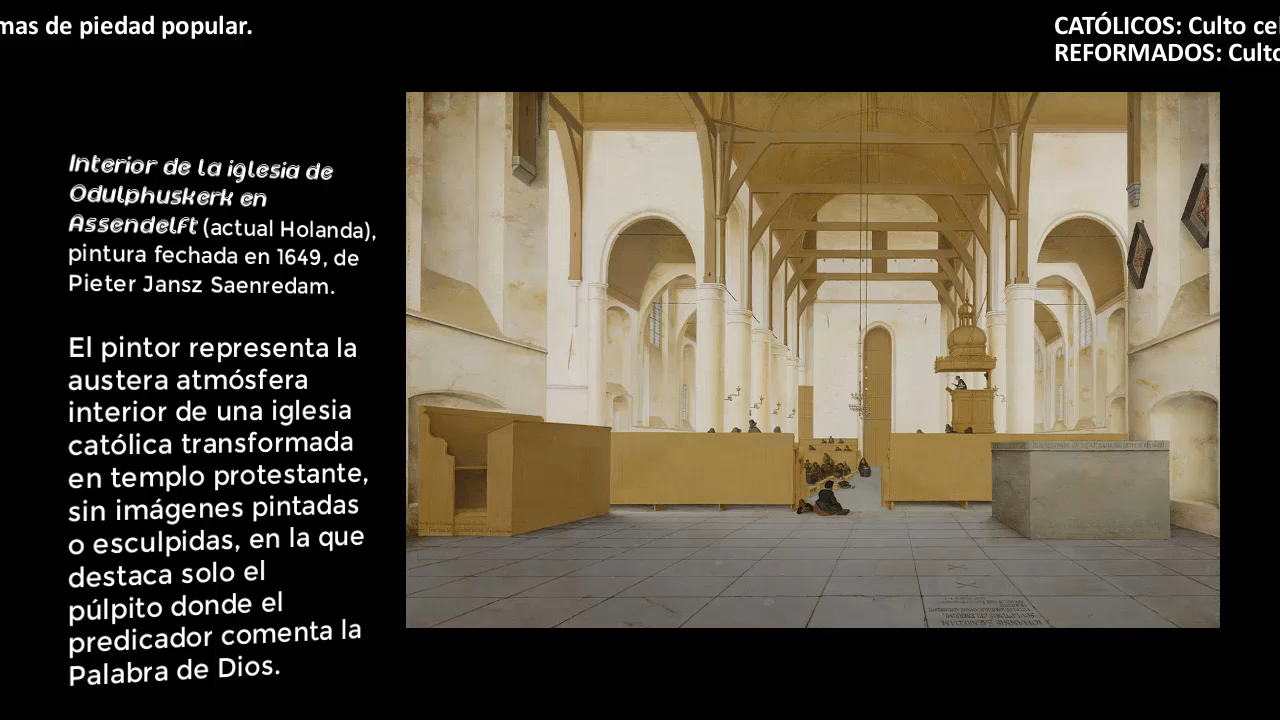 mas de piedad popular.
CATÓLICOS: Culto
REFORMADOS: Culto
Interior de la iglesia de
Odulphuskerk en
Assendelft (actual Holanda),
pintura fechada en 1649, de
Pieter Jansz Saenredam.
El pintor representa la
austera atmósfera
interior de una iglesia
católica transformada
en templo protestante,
sin imágenes pintadas
o esculpidas, en la que
destaca solo el
púlpito donde el
predicador comenta la
Palabra de Dios.